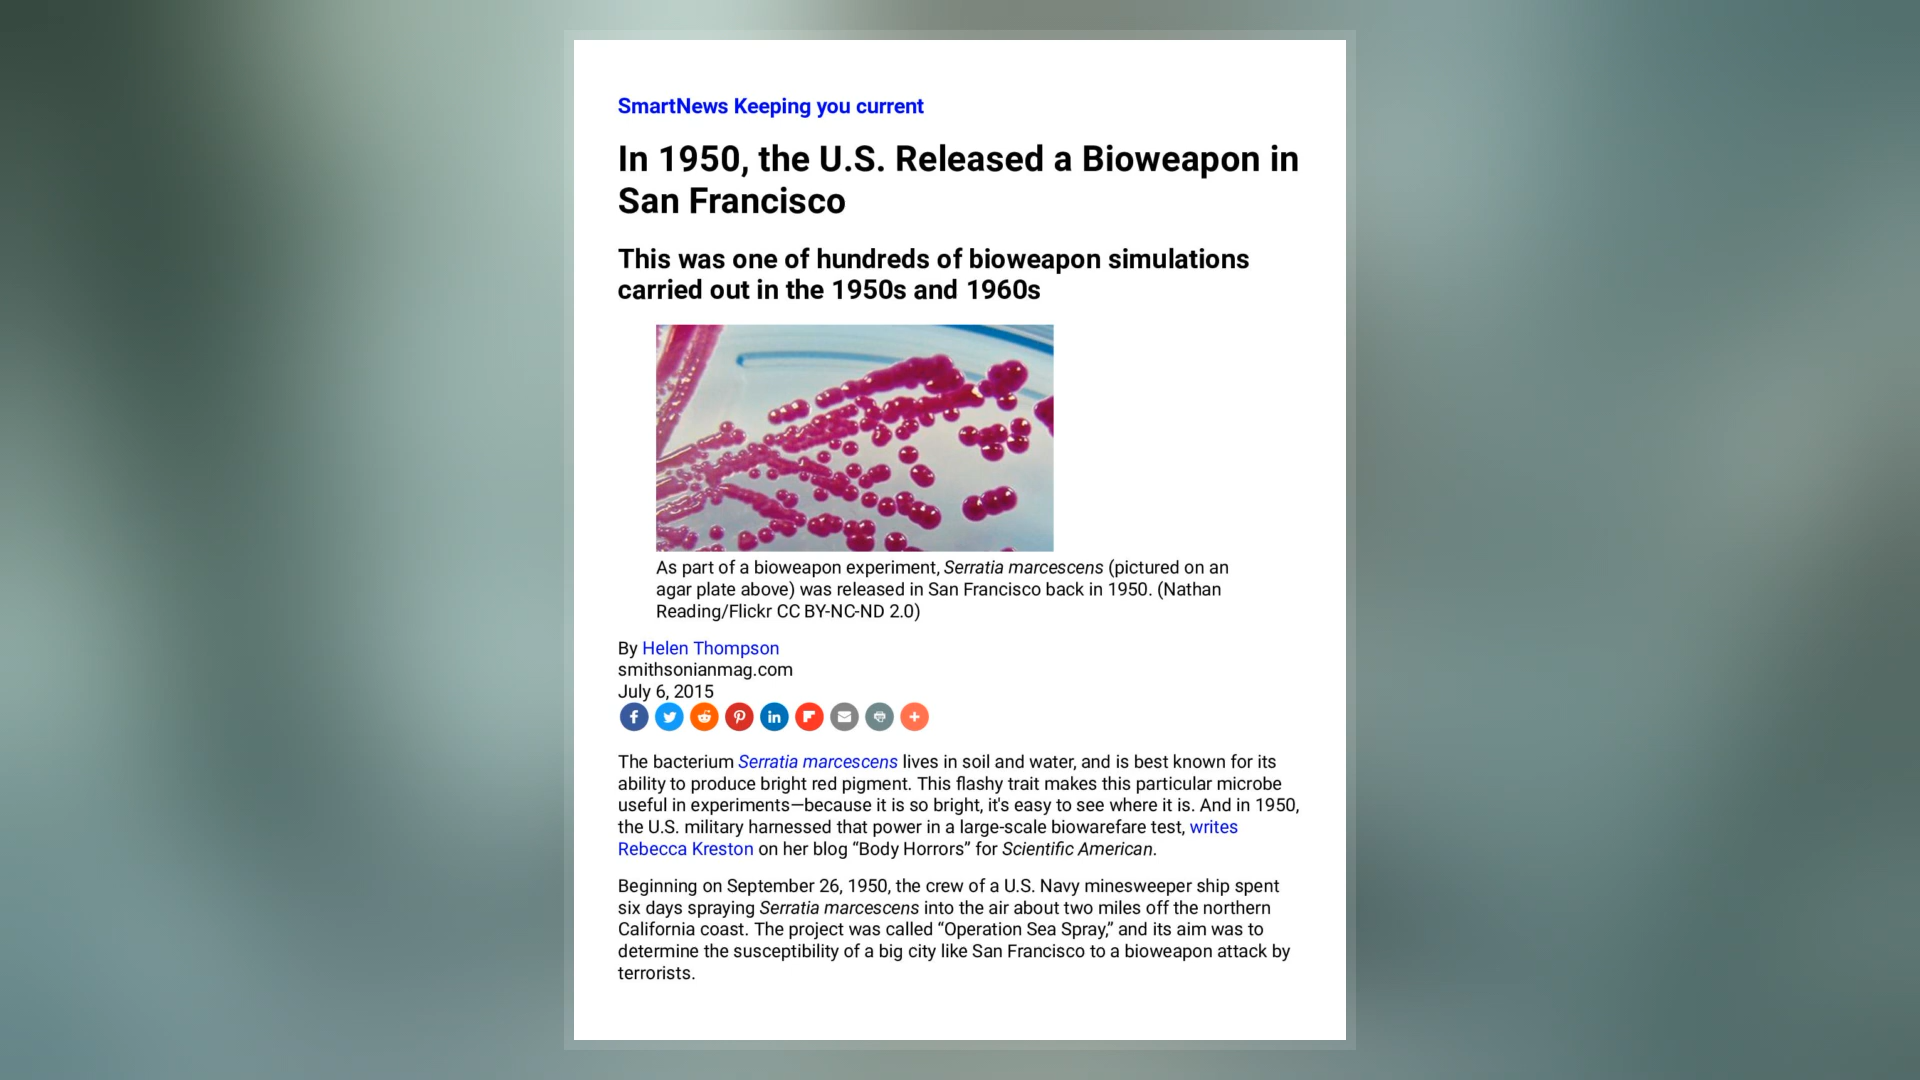 SmartNews Keeping you current
In 1950, the U.S. Released a Bioweapon in
San Francisco
This was one of hundreds of bioweapon simulations
carried out in the 1950s and 1960s
As part of a bioweapon experiment, Serratia marcescens (pictured on an
agar plate above) was released in San Francisco back in 1950. (Nathan
Reading/Flickr CC BY-NC-ND 2.0)
By Helen Thompson
smithsonianmag.com
July 6, 2015
The bacterium Serratia marcescens lives in soil and water, and is best known for its
ability to produce bright red pigment. This flashy trait makes this particular microbe
useful in experiments—because it is so bright, it's easy to see where it is. And in 1950,
the U.S. military harnessed that power in a large-scale biowarefare test, writes
Rebecca Kreston on her blog “Body Horrors” for Scientific American.
Beginning on September 26, 1950, the crew of a U.S. Navy minesweeper ship spent
six days spraying Serratia marcescens into the air about two miles off the northern
California coast. The project was called “Operation Sea Spray,” and its aim was to
determine the susceptibility of a big city like San Francisco to a bioweapon attack by
terrorists.